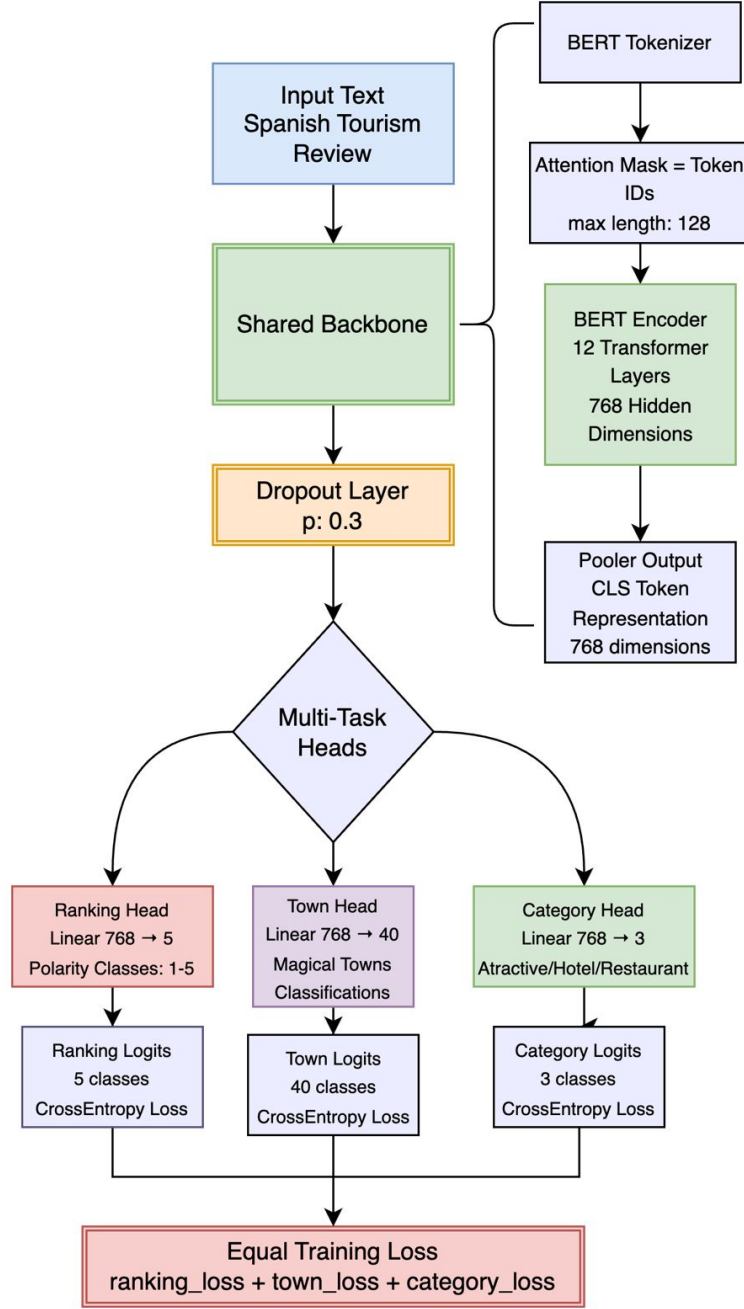 Input Text
Spanish Tourism
Review
Shared Backbone
Dropout Layer
p: 0.3
BERT Tokenizer
Attention Mask = Token
IDs
max length: 128
BERT Encoder
12 Transformer
Layers
768 Hidden
Dimensions
Pooler Output
CLS Token
Representation
768 dimensions
Multi-Task
Heads
Ranking Head
Linear 768 → 5
Polarity Classes: 1-5
Town Head
Linear 768 → 40
Magical Towns
Classifications
Category Head
Linear 768 → 3
Atractive/Hotel/Restaurant
Ranking Logits
5 classes
CrossEntropy Loss
Town Logits
40 classes
CrossEntropy Loss
Category Logits
3 classes
CrossEntropy Loss
Equal Training Loss
ranking_loss + town_loss + category_loss